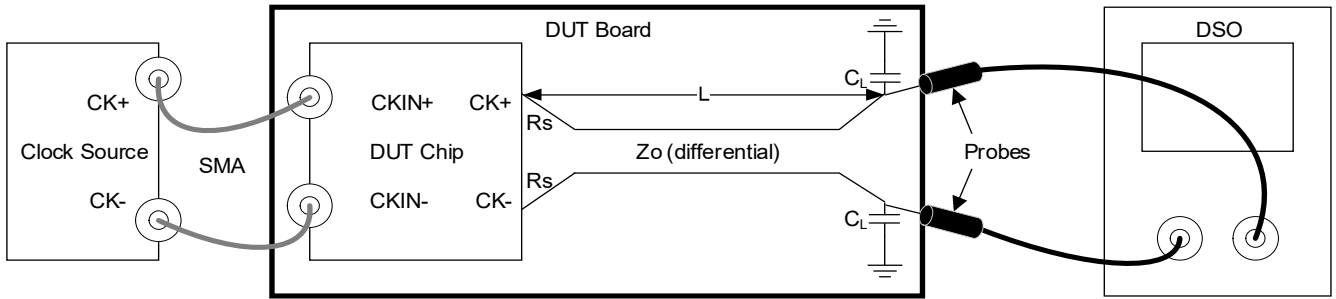 DUT Board
DSO
CK+
CKIN+
CK+
L
CL
Rs
Clock Source
SMA
DUT Chip
Zo (differential)
Probes
Rs
CK-
CKIN-
CK-
CL